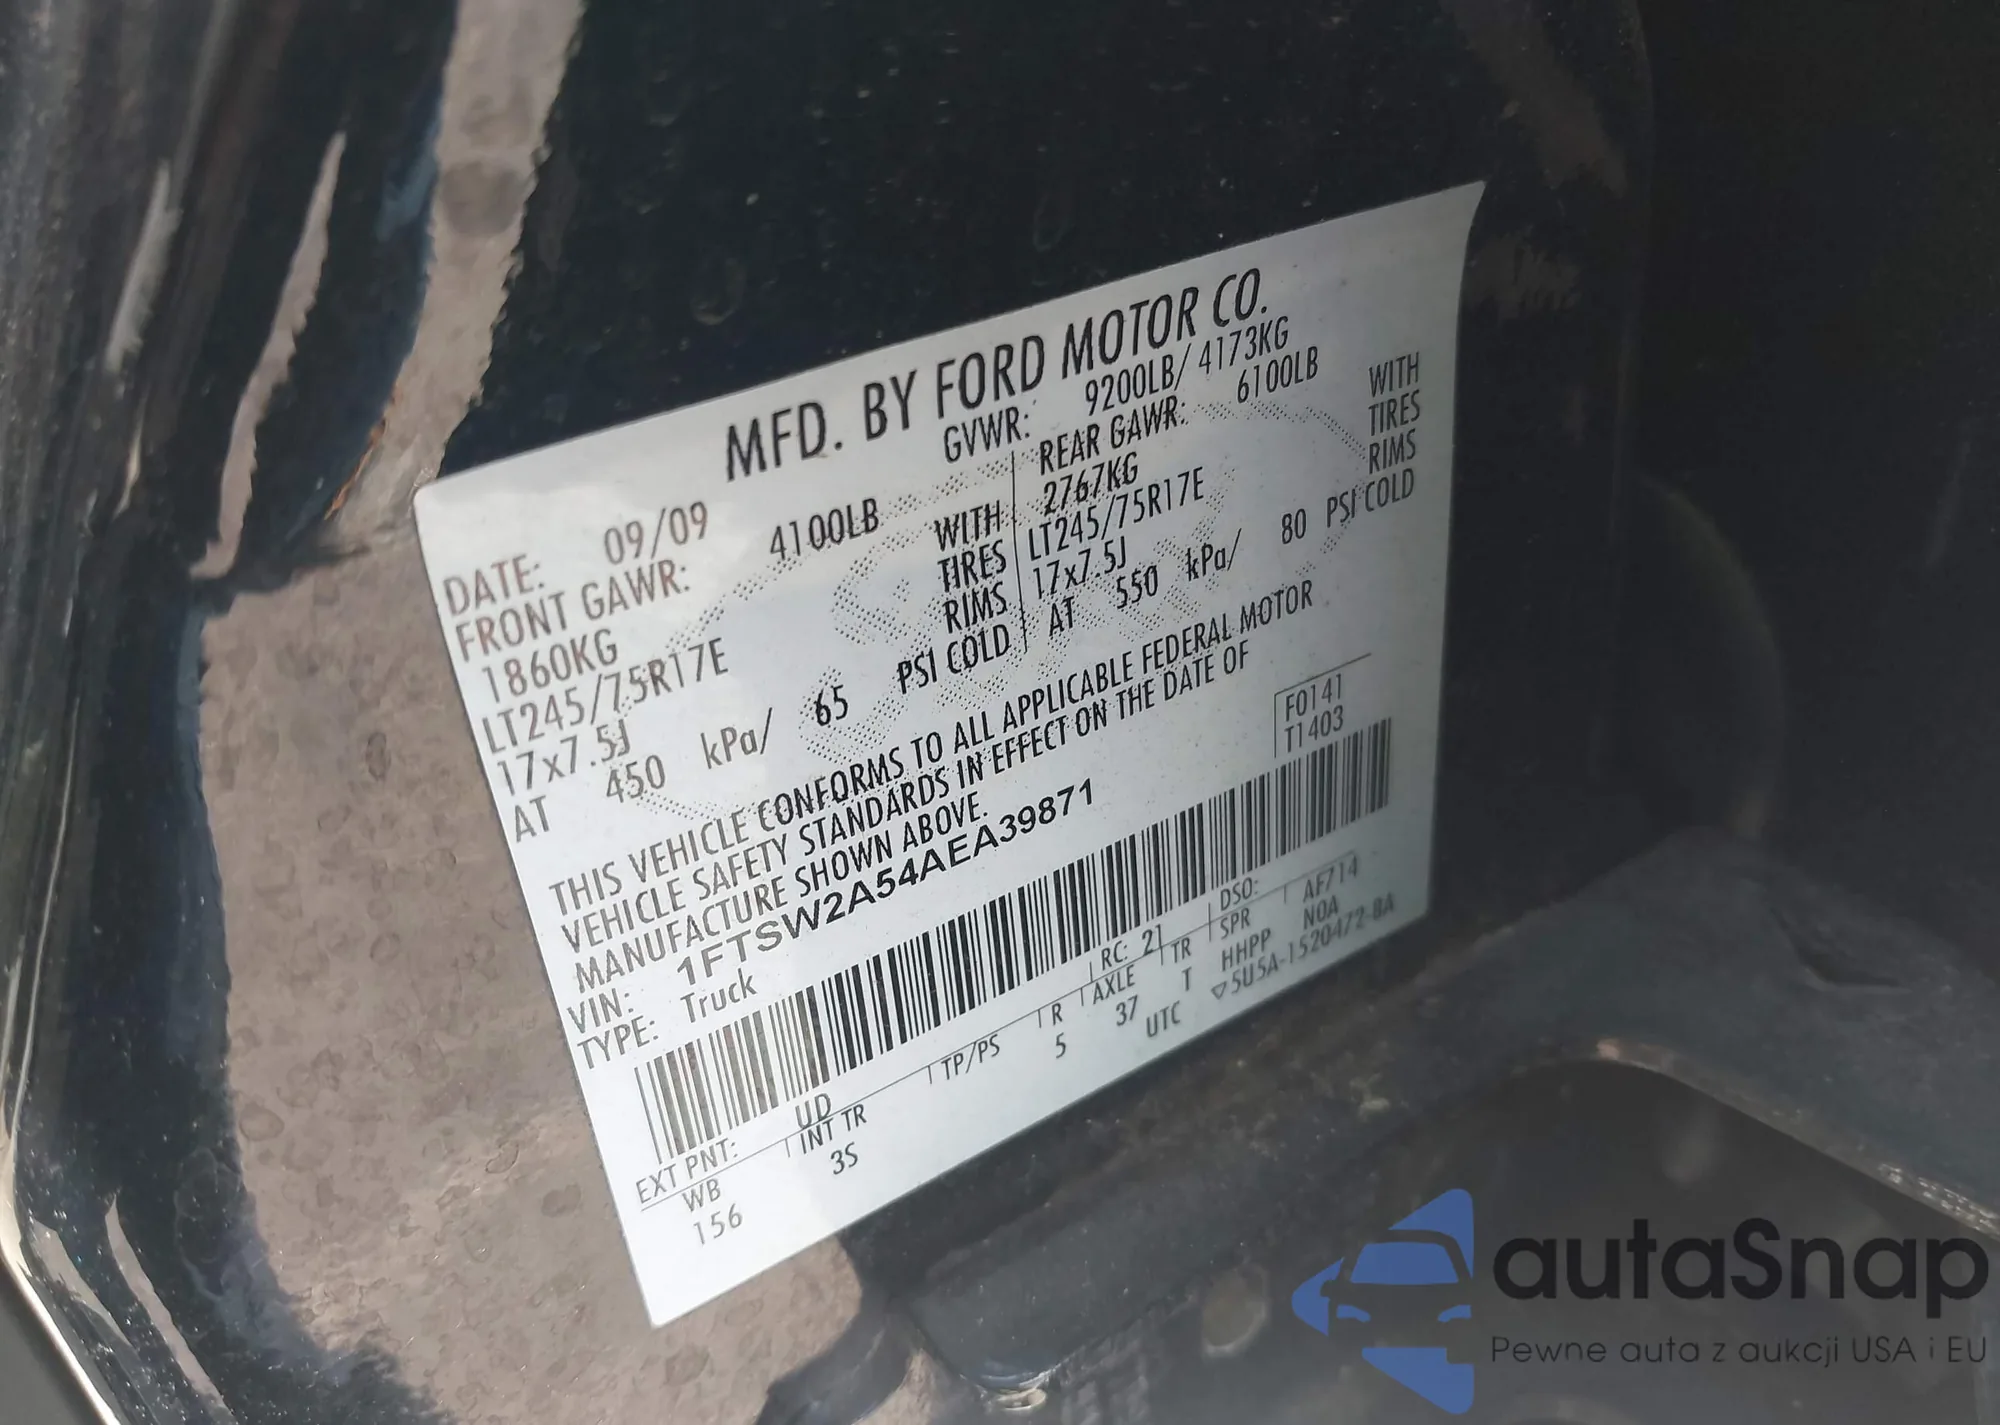 MFD. BY FORD MOTOR CO.
DATE: 09/09 GVWR: 9200LB/ 4173KG
FRONT GAWR: 4100LB REAR GAWR: 6100LB
1860KG WITH 2767KG WITH
LT245/75R17E TIRES LT245/75R17E TIRES
17x7.5J RIMS 17x7.5J RIMS
AT 450 kPa/ 65 PSI COLD AT 550 kPa/ 80 PSI COLD
THIS VEHICLE CONFORMS TO ALL APPLICABLE FEDERAL MOTOR
VEHICLE SAFETY STANDARDS IN EFFECT ON THE DATE OF
MANUFACTURE SHOWN ABOVE.
VIN: 1FTSW2A54AEA39871 F0141
TYPE: Truck T1403
EXT PNT: UD RC: 21 DSO: AF714
WB INT TR TP/PS R AXLE TR SPR NOA
156 3S 5 37 T HHPP
UTC ▽5U5A-1520472-BA
autaSnap
Pewne auta z aukcji USA i EU